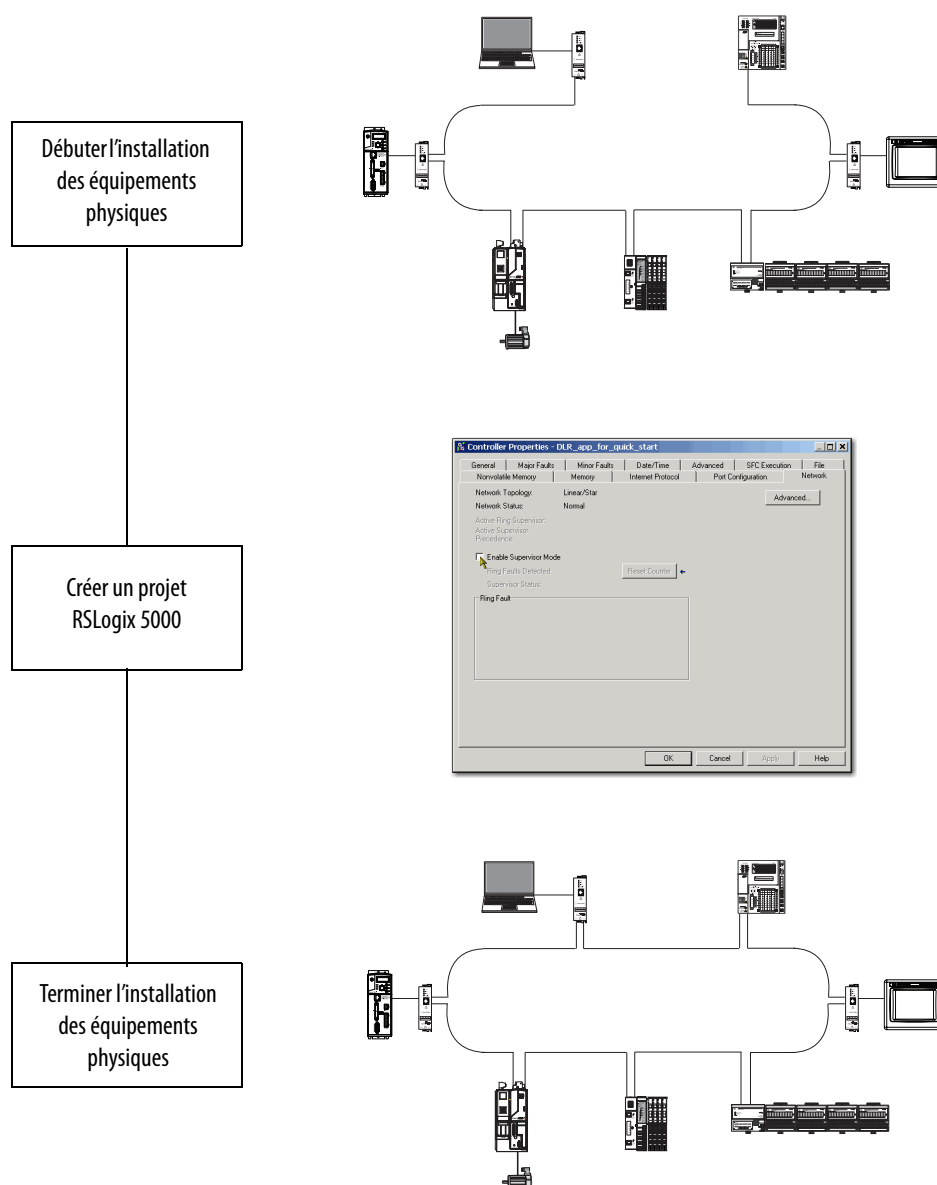 Débuter l'installation
des équipements
physiques
Controller Properties - DLR_app_for_quick_start
General Major Faults Minor Faults Date/Time Advanced SFC Execution File
Nonvolatile Memory Memory Internet Protocol Port Configuration Network
Network Topology: Linear/Star
Advanced...
Network Status: Normal
Active Ring Supervisor:
Active Supervisor
Precedence:
Enable Supervisor Mode
Ring Faults Detected: Reset Counter
Supervisor Status:
Ring Fault
OK Cancel Apply Help
Créer un projet
RSLogix 5000
Terminer l'installation
des équipements
physiques